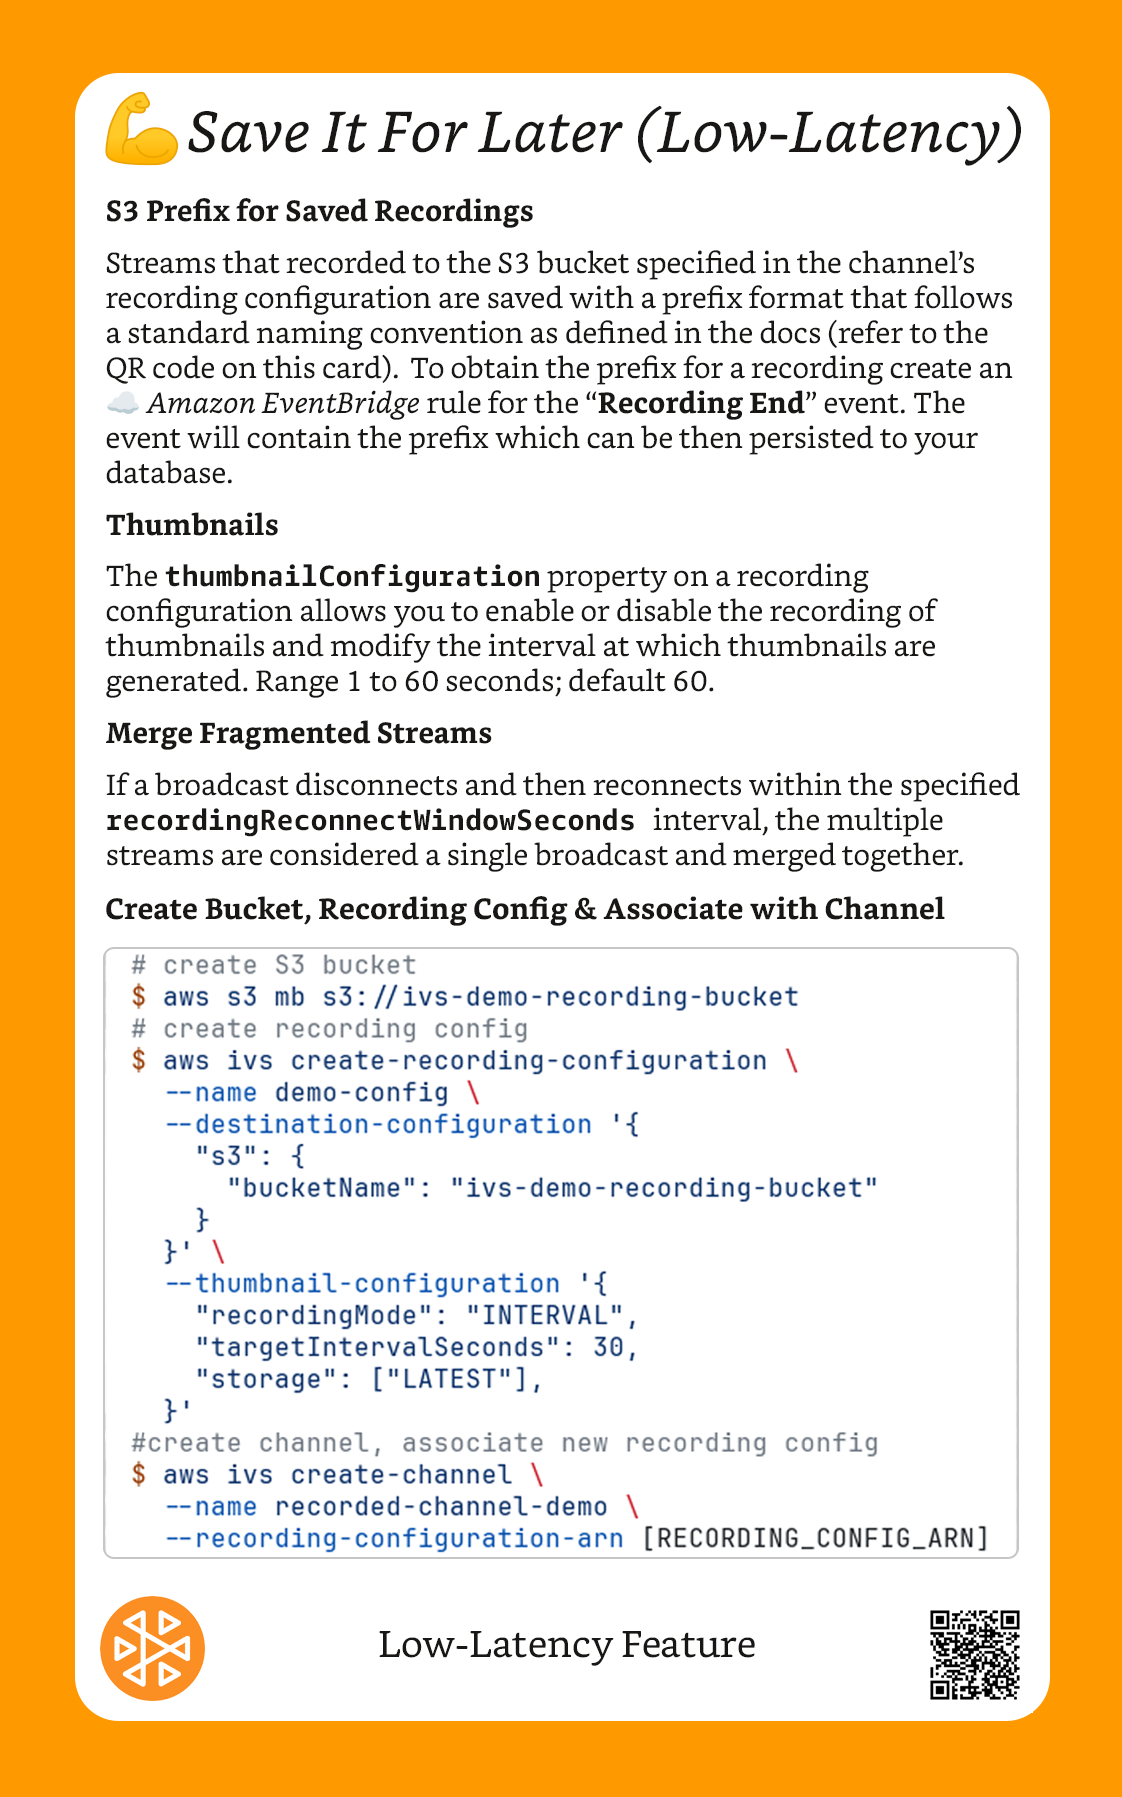 💪 Save It For Later (Low-Latency)
S3 Prefix for Saved Recordings
Streams that recorded to the S3 bucket specified in the channel’s
recording configuration are saved with a prefix format that follows
a standard naming convention as defined in the docs (refer to the
QR code on this card).  To obtain the prefix for a recording create an
☁️ Amazon EventBridge rule for the “Recording End” event. The
event will contain the prefix which can be then persisted to your
database.
Thumbnails
The thumbnailConfiguration property on a recording
configuration allows you to enable or disable the recording of
thumbnails and modify the interval at which thumbnails are
generated. Range 1 to 60 seconds; default 60.
Merge Fragmented Streams
If a broadcast disconnects and then reconnects within the specified
recordingReconnectWindowSeconds interval, the multiple
streams are considered a single broadcast and merged together.
Create Bucket, Recording Config & Associate with Channel
# create S3 bucket
$ aws s3 mb s3://ivs-demo-recording-bucket
# create recording config
$ aws ivs create-recording-configuration \
  --name demo-config \
  --destination-configuration '{
    "s3": {
      "bucketName": "ivs-demo-recording-bucket"
    }
  }' \
  --thumbnail-configuration '{
    "recordingMode": "INTERVAL",
    "targetIntervalSeconds": 30,
    "storage": ["LATEST"],
  }'
#create channel, associate new recording config
$ aws ivs create-channel \
  --name recorded-channel-demo \
  --recording-configuration-arn [RECORDING_CONFIG_ARN]
Low-Latency Feature